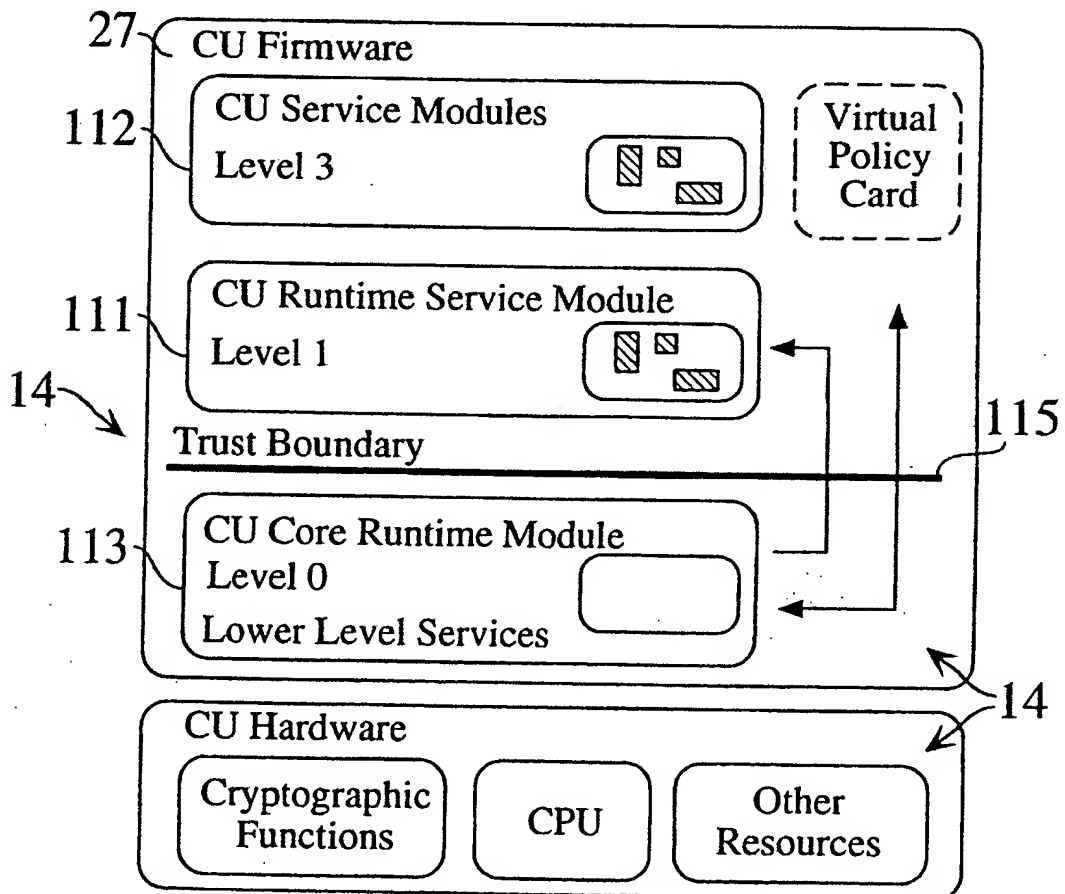 27
CU Firmware
CU Service Modules
112
Level 3
Virtual
Policy
Card
CU Runtime Service Module
111
Level 1
14
Trust Boundary
115
CU Core Runtime Module
113
Level 0
Lower Level Services
14
CU Hardware
Cryptographic
Functions
CPU
Other
Resources